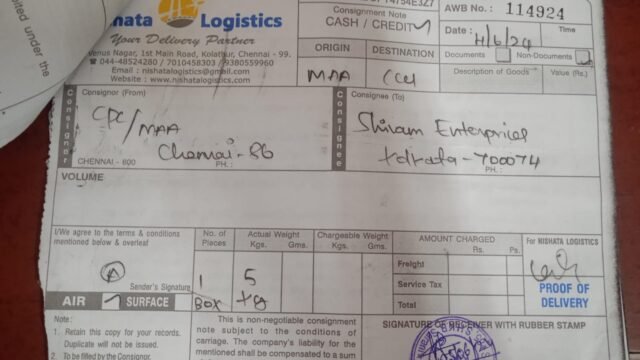 oited under the
Nishata Logistics
Your Delivery Partner
Venus Nagar, 1st Main Road, Kolathur, Chennai - 99.
☎ 044-48524280 / 7010458303 / 9380559960
Email : nishatalogistics@gmail.com
Website : www.nishatalogistics.com
Consignment Note
CASH / CREDIT
ORIGIN DESTINATION
MAA CCU
AWB No. : 114924
Date : 4/6/24 Time
Documents Non-Documents
Description of Goods Value (Rs.)
Consignor
Consignor (From)
CPC/MAA
Chennai - 86
CHENNAI - 600 PH. :
Consignee
Consignee (To)
Enterprises
700074
PH. :
VOLUME
I/We agree to the terms & conditions
mentioned below & overleaf
Sender's Signature
No. of Pieces
1
Box
Actual Weight
Kgs. Gms.
5
Kg
Chargeable Weight
Kgs. Gms.
AMOUNT CHARGED
Rs. Ps.
Freight
Service Tax
Total
For NISHATA LOGISTICS
PROOF OF
DELIVERY
AIR SURFACE
Note :
1. Retain this copy for your records.
Duplicate will not be issued.
2. To be filled by the Consignor.
This is non-negotiable consignment
note subject to the conditions of
carriage. The company's liability for
mentioned shall be compensated to a sum
SIGNATURE OF RECEIVER WITH RUBBER STAMP